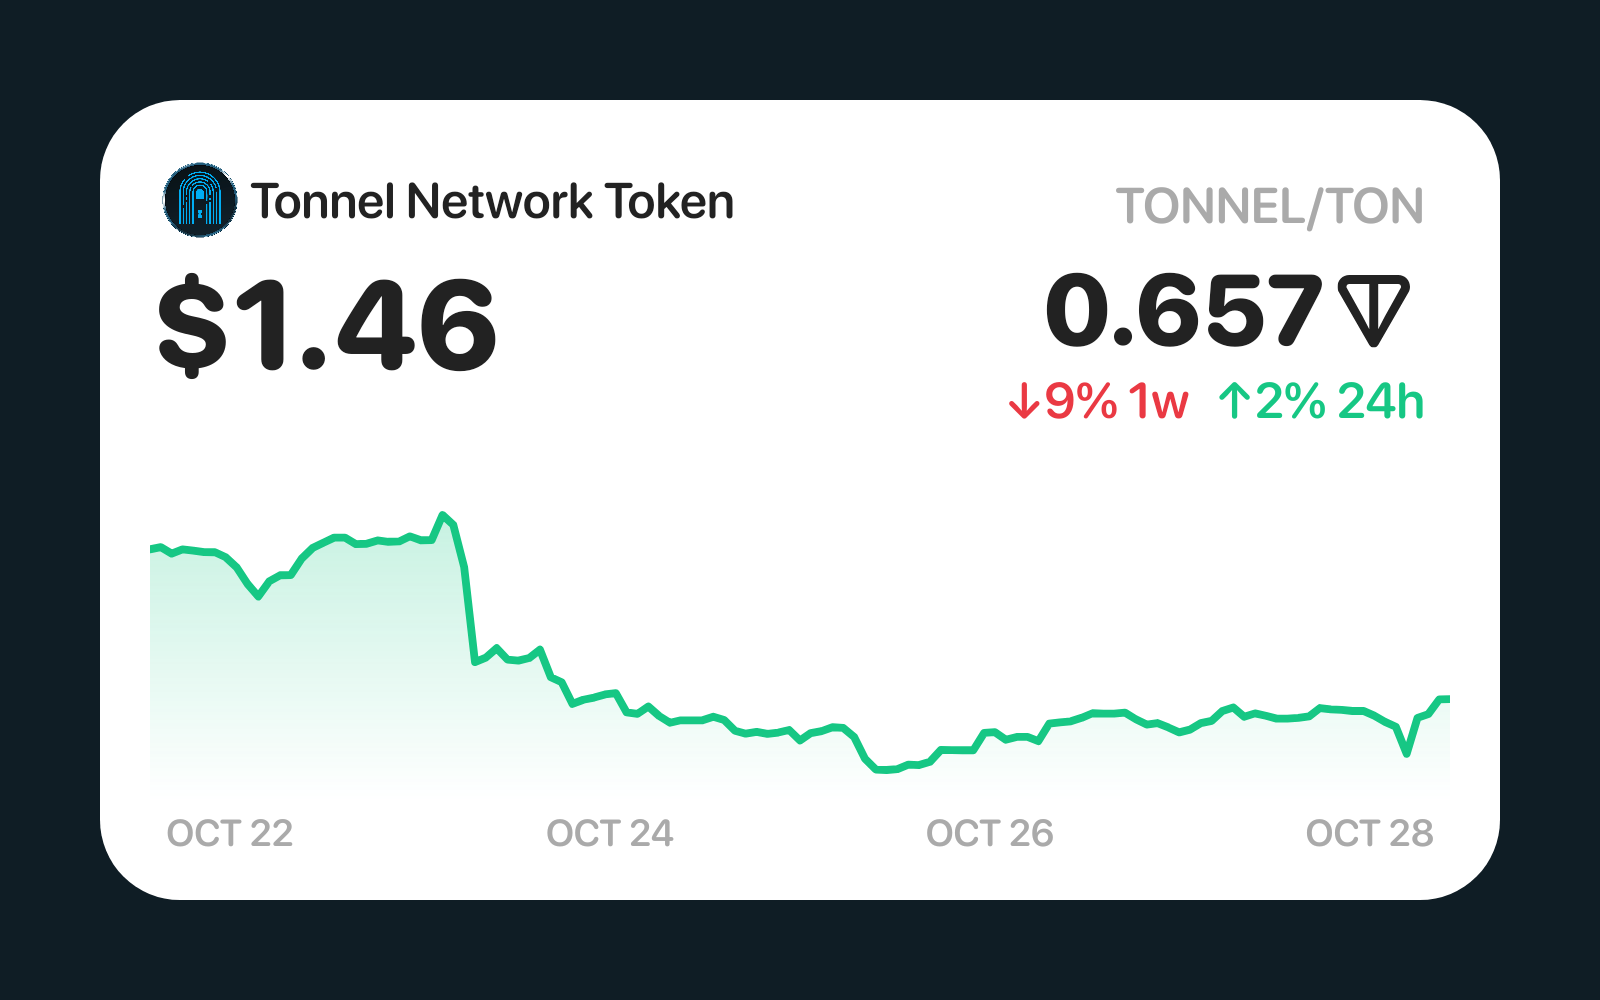 Tonnel Network Token
TONNEL/TON
$1.46
0.657
↓9% 1w ↑2% 24h
OCT 22 OCT 24 OCT 26 OCT 28